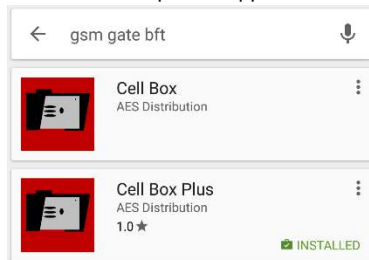 gsm gate bft
Cell Box
AES Distribution
Cell Box Plus
AES Distribution
1.0★
INSTALLED